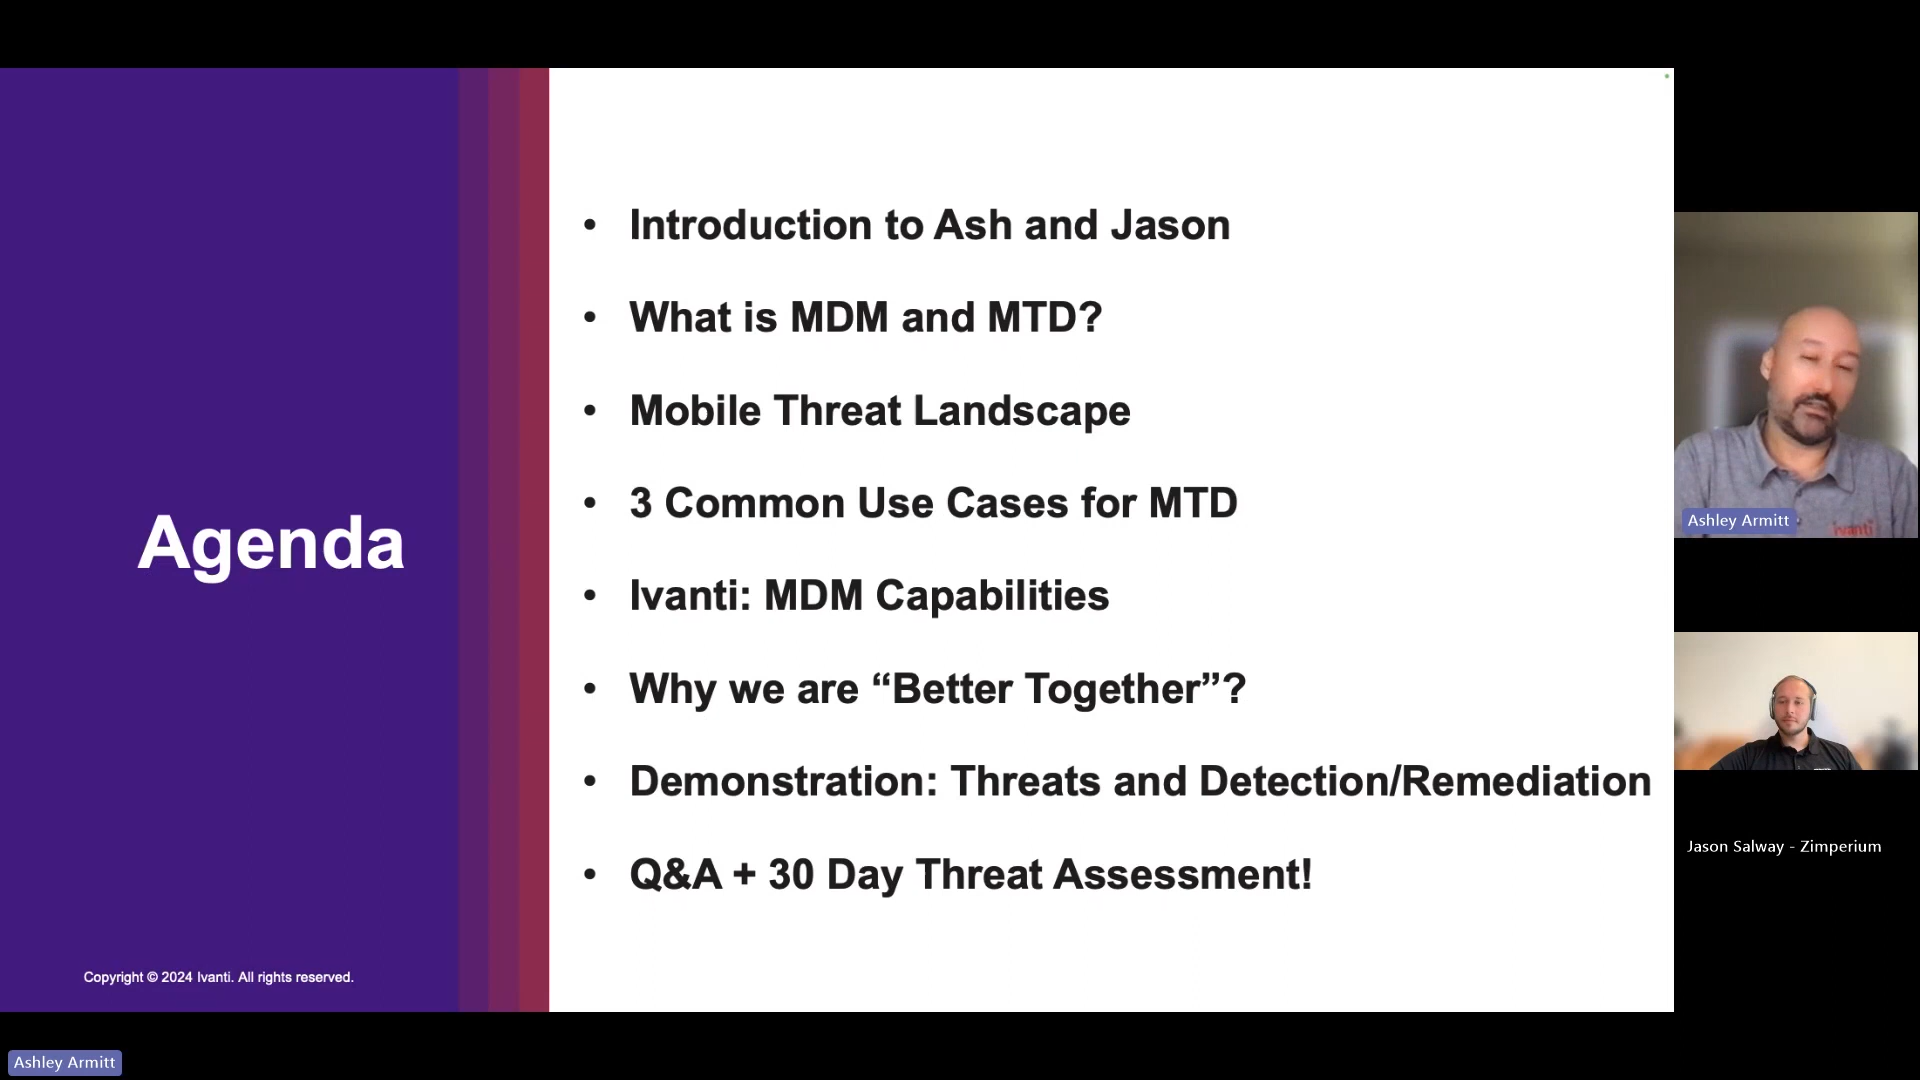 Agenda
Copyright © 2024 Ivanti. All rights reserved.
• Introduction to Ash and Jason
• What is MDM and MTD?
• Mobile Threat Landscape
• 3 Common Use Cases for MTD
• Ivanti: MDM Capabilities
• Why we are “Better Together”?
• Demonstration: Threats and Detection/Remediation
• Q&A + 30 Day Threat Assessment!
ivanti
Ashley Armitt
Jason Salway - Zimperium
Ashley Armitt